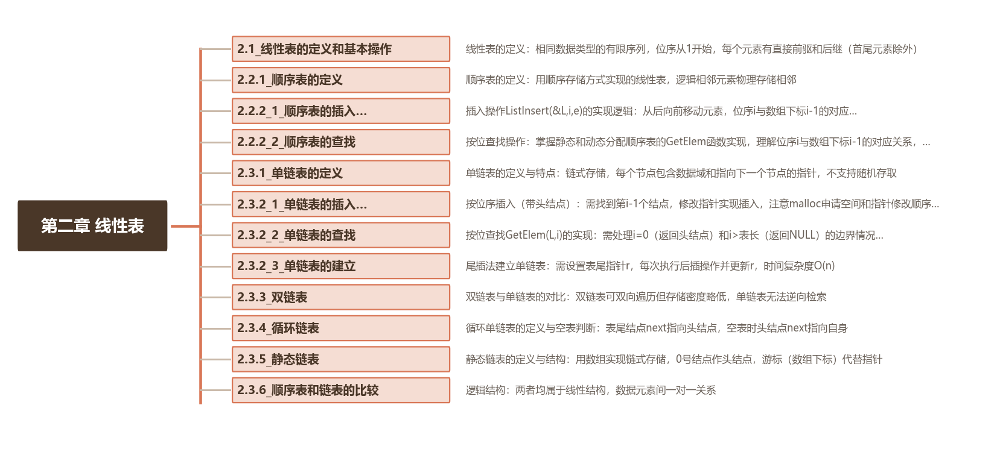 第二章 线性表
2.1_线性表的定义和基本操作
线性表的定义：相同数据类型的有限序列，位序从1开始，每个元素有直接前驱和后继（首尾元素除外）
2.2.1_顺序表的定义
顺序表的定义：用顺序存储方式实现的线性表，逻辑相邻元素物理存储相邻
2.2.2_1_顺序表的插入...
插入操作ListInsert(&L,i,e)的实现逻辑：从后向前移动元素，位序i与数组下标i-1的对应...
2.2.2_2_顺序表的查找
按位查找操作：掌握静态和动态分配顺序表的GetElem函数实现，理解位序i与数组下标i-1的对应关系，...
2.3.1_单链表的定义
单链表的定义与特点：链式存储，每个节点包含数据域和指向下一个节点的指针，不支持随机存取
2.3.2_1_单链表的插入...
按位序插入（带头结点）：需找到第i-1个结点，修改指针实现插入，注意malloc申请空间和指针修改顺序...
2.3.2_2_单链表的查找
按位查找GetElem(L,i)的实现：需处理i=0（返回头结点）和i>表长（返回NULL）的边界情况...
2.3.2_3_单链表的建立
尾插法建立单链表：需设置表尾指针r，每次执行后插操作并更新r，时间复杂度O(n)
2.3.3_双链表
双链表与单链表的对比：双链表可双向遍历但存储密度略低，单链表无法逆向检索
2.3.4_循环链表
循环单链表的定义与空表判断：表尾结点next指向头结点，空表时头结点next指向自身
2.3.5_静态链表
静态链表的定义与结构：用数组实现链式存储，0号结点作头结点，游标（数组下标）代替指针
2.3.6_顺序表和链表的比较
逻辑结构：两者均属于线性结构，数据元素间一对一关系